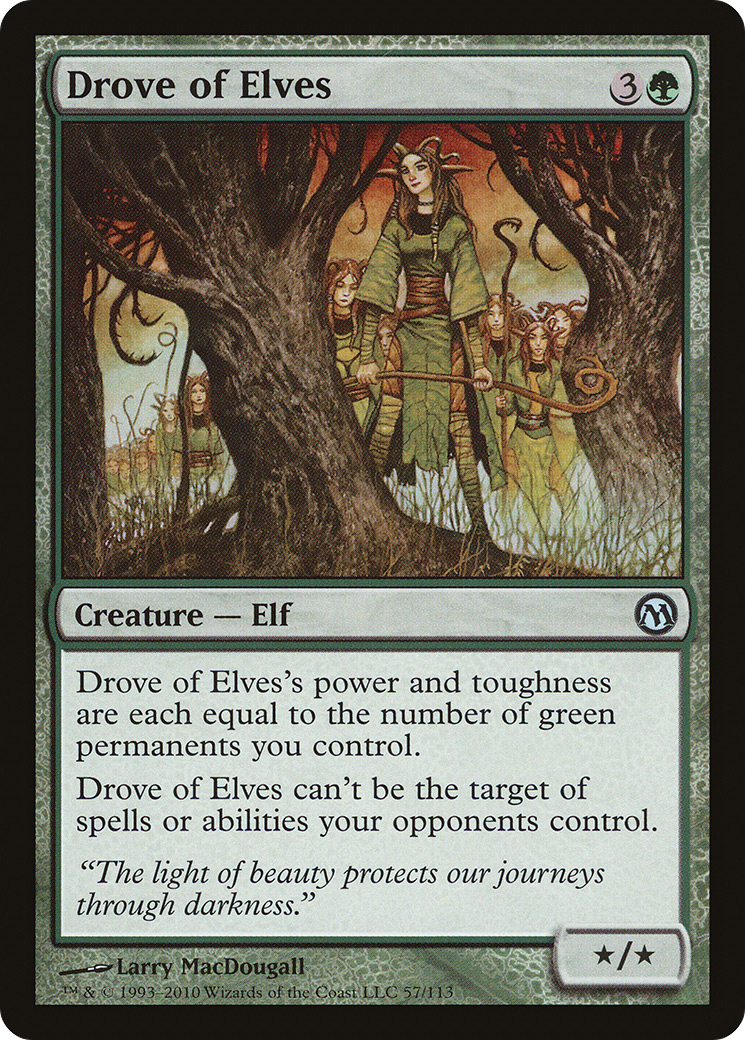 Drove of Elves
3
Creature — Elf
M
Drove of Elves's power and toughness
are each equal to the number of green
permanents you control.
Drove of Elves can't be the target of
spells or abilities your opponents control.
“The light of beauty protects our journeys
through darkness.”
★/★
Larry MacDougall
™ & © 1993–2010 Wizards of the Coast LLC 57/113